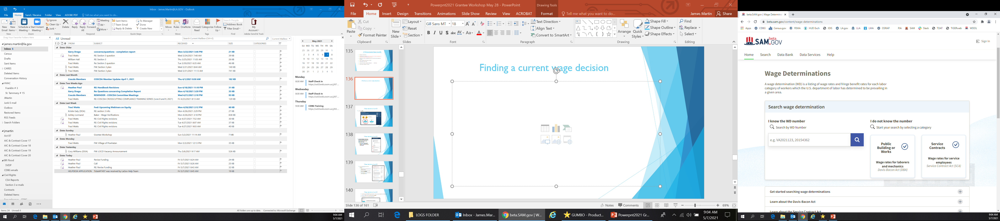 Inbox - James.Martin@LA.GOV - Outlook
File Home Send / Receive Folder View ADOBE PDF Tell me what you want to do...
New Email New Items Schedule a Meeting Start Instant Meeting Ignore Clean Up Junk Delete Reply Reply All Forward Meeting IM More Sent Items Team Email Reply & Delete To Manager Done Create New Move Rules OneNote Unread/Read Categorize Follow Up Search People Address Book Filter Email My Account
New Zoom Delete Respond Quick Steps Move Tags Find Adobe Send & Track
Drag Your Favorite Folders Here
james.martin@la.gov
Inbox 6
Census
Drafts
Sent Items
CARES
Deleted Items
Conversation History
HVAC
Franklin # 3
St. Tammany # 15
JMartin
Junk E-mail
Outbox
Restored Items
RSS Feeds
Search Folders
jmartin
Act 87
AIC & Contract Cover 17
AIC & Contract Cover 18
AIC & Contract Cover 19
AIC & Contract Cover 20
BR Flood
SVDP
CDBG emails
Civil Rights
CSA Reports
Section 3 e-mails
Contracts
Deleted Items
All Unread
Search Current Mailbox (Ctrl+E) Current Mailbox
FROM SUBJECT RECEIVED SIZE CATEGORIES
Date: Older
Gerry Drago concerns/questions - completion report Mon 3/22/2021 3:46 PM 21 KB
Traci Watts RE: Section 3 question Wed 3/24/2021 7:48 AM 39 KB
William Hall RE: Section 3 Thu 3/25/2021 11:03 AM 26 KB
Traci Watts Re: Section 3 question Tue 3/30/2021 6:35 AM 46 KB
Traci Watts FW: Section 3 plan Wed 3/31/2021 8:44 AM 140 KB
Traci Watts FW: Section 3 plan Wed 3/31/2021 11:13 AM 741 KB
Date: Last Month
Coscda Members COSCDA Member Update: April 1, 2021 Thu 4/1/2021 8:50 AM 182 KB
Date: Two Weeks Ago
Heather Paul RE: Handbook Revisions Sun 4/18/2021 11:10 PM 31 KB
Gerry Drago Re: Questions concerning Completion Report Mon 4/19/2021 3:39 PM 35 KB
Coscda Members REMINDER - COSCDA Committee Meetings Wed 4/21/2021 2:18 PM 93 KB
Traci Watts RE: COSCDA CROSSCUTTING COMPLIANCE TRAINING SERIES (June 8 and 9, 2021) Fri 4/23/2021 8:13 AM 120 KB
Date: Last Week
Traci Watts Fwd: Upcoming Webinars on Equity Mon 4/26/2021 2:12 PM 60 KB
Kristie Galy (DOA) RE: section 3 info Mon 4/26/2021 2:29 PM 27 KB
Ashley Lormand Baker - Wage Verifications Mon 4/26/2021 3:18 PM 838 KB
Traci Watts RE: Civil Rights revisions Tue 4/27/2021 7:52 AM 30 KB
Traci Watts RE: Civil Rights revisions Tue 4/27/2021 8:07 AM 37 KB
Traci Watts RE: Civil Rights revisions Tue 4/27/2021 9:03 AM 40 KB
Date: Sunday
Heather Paul Grantee Workshop Sun 5/2/2021 11:14 AM 7 MB
Date: Monday
Traci Watts FW: Village of Powhatan Mon 5/3/2021 12:13 PM 35 KB
Date: Yesterday
Cory Williams (DOA) FW: LOCD Vacancy Announcement Thu 5/6/2021 9:17 AM 526 KB
Date: Today
Heather Paul Revise Funding Fri 5/7/2021 8:24 AM 24 KB
Heather Paul Call Fri 5/7/2021 8:26 AM 25 KB
Heather Paul RE: Revise Funding Fri 5/7/2021 8:43 AM 32 KB
HELPDESK APPLICATION Ticket#7497 was received by LaGov Help Team Fri 5/7/2021 8:45 AM 19 KB
May 2021
SU MO TU WE TH FR SA
25 26 27 28 29 30 1
2 3 4 5 6 7 8
9 10 11 12 13 14 15
16 17 18 19 20 21 22
23 24 25 26 27 28 29
30 31 1 2 3 4 5
Monday
8:30 AM Staff Check In
https://us02web.zoom.us/j/87...
Wednesday
8:30 AM Staff Check In
https://us02web.zoom.us/j/87...
Thursday
9:30 AM CDBG Training
https://us02web.zoom.us/j/83...
Items: 24 Unread: 6 All folders are up to date. Connected to: Microsoft Exchange
9:04 AM
5/7/2021
Powerpnt2021 Grantee Workshop May 28 - PowerPoint Drawing Tools
File Home Insert Design Transitions Animations Slide Show Review View ACROBAT Format Tell me what you want to do... James Martin Share
Paste Cut Copy Format Painter New Slide Layout Reset Section Gill Sans MT 18 Text Direction Align Text Convert to SmartArt Arrange Quick Styles Shape Fill Shape Outline Shape Effects Find Replace Select
Clipboard Slides Font Paragraph Drawing Editing
135
136
137
138
139
140
Finding a current wage decision
Slide 136 of 161 Notes Comments 69%
LOGS FOLDER Inbox - James.Mar... beta.SAM.gov | W... GUMBO - Product... Powerpnt2021 Gr...
9:04 AM
5/7/2021
beta.SAM.gov | Wage Determina
beta.sam.gov/content/wage-determinations
Apps CDBG Census.gov FEMA HUD Exch IDIS LA.gov LLA LMA OSRAP PIA SAM Slack TDAT TIGERweb WDOL
beta
SAM.GOV
Sign In
Home Search Data Bank Data Services Help
Wage Determinations
A wage determination (WD) is a listing of wage rates and fringe benefit rates for each labor
category of workers which the U.S. department of labor has determined to be prevailing in
a given area.
Search wage determination
I know the WD number
Search by WD Number
e.g. VA2021123, 20154362
I do not know the number
Start your search by selecting a category
Public
Building or
Works
Wage rates for laborers
and mechanics
Davis-Bacon Act (DBA)
Service
Contracts
Wage rates for service
employees
Service Contract Act (SCA)
Get started searching wage determinations
Learn about the Davis-Bacon Act
Learn about the Service Contract Act
9:04 AM
5/7/2021